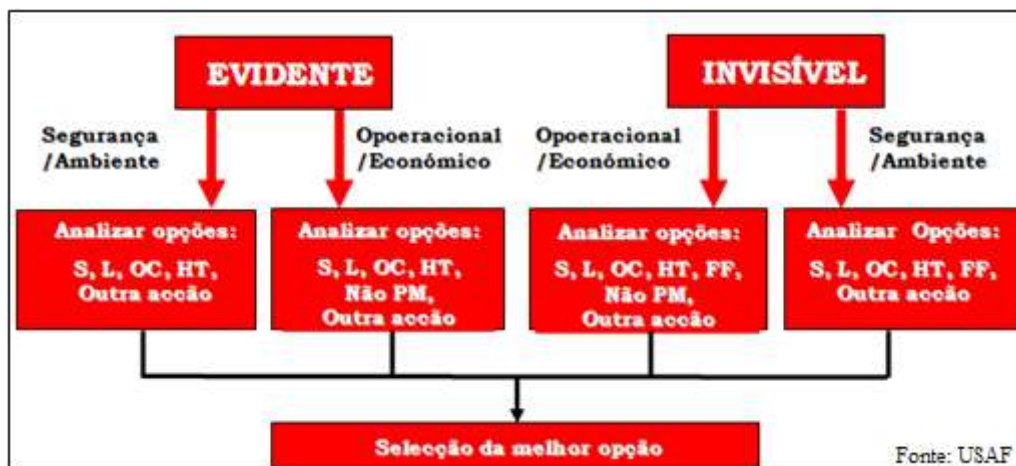 EVIDENTE
INVISÍVEL
Segurança
/Ambiente
Opoeracional
/Económico
Opoeracional
/Económico
Segurança
/Ambiente
Analizar opções:
S, L, OC, HT,
Outra acção
Analizar opções:
S, L, OC, HT,
Não PM,
Outra acção
Analizar opções:
S, L, OC, HT, FF,
Não PM,
Outra acção
Analizar Opções:
S, L, OC, HT, FF,
Outra acção
Selecção da melhor opção
Fonte: USAF